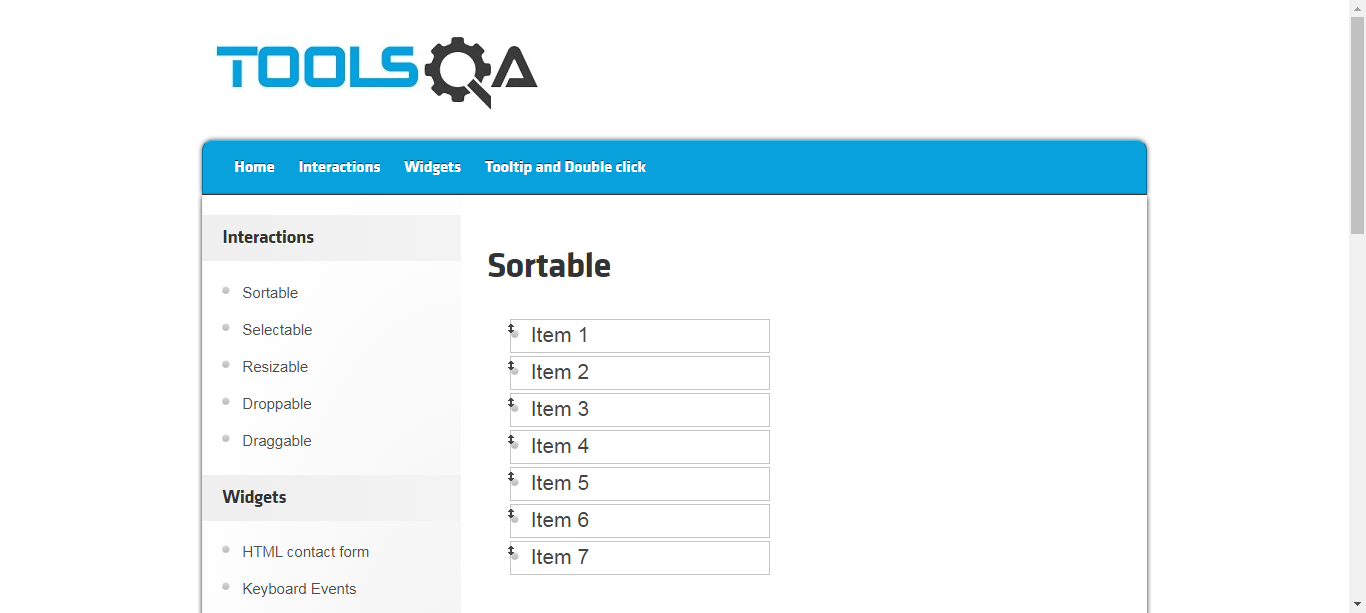 TOOLSQA
Home Interactions Widgets Tooltip and Double click
Interactions
Sortable
Selectable
Resizable
Droppable
Draggable
Widgets
HTML contact form
Keyboard Events
Sortable
Item 1
Item 2
Item 3
Item 4
Item 5
Item 6
Item 7